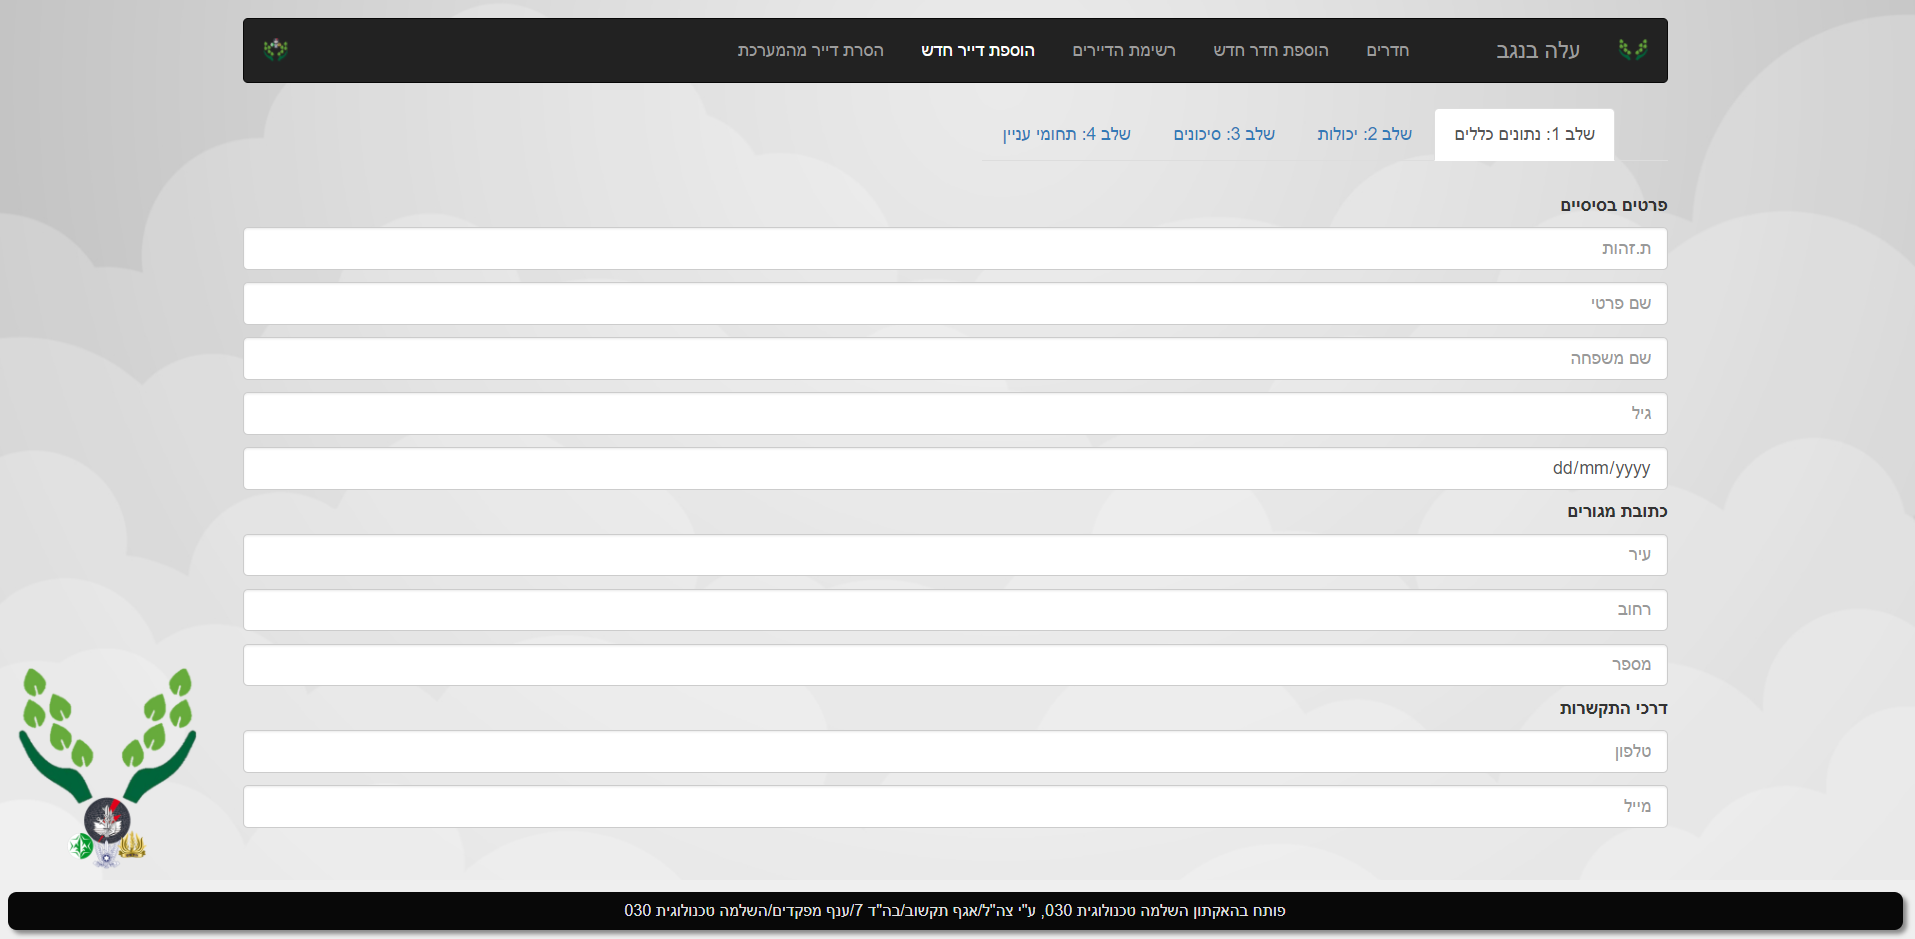 עלה בנגב
חדרים
הוספת חדר חדש
רשימת הדיירים
הוספת דייר חדש
הסרת דייר מהמערכת
שלב 1: נתונים כללים
שלב 2: יכולות
שלב 3: סיכונים
שלב 4: תחומי עניין
פרטים בסיסיים
ת.זהות
שם פרטי
שם משפחה
גיל
dd/mm/yyyy
כתובת מגורים
עיר
רחוב
מספר
דרכי התקשרות
טלפון
מייל
פותח בהאקתון השלמה טכנולוגית 030, ע"י צה"ל/אגף תקשוב/בה"ד 7/ענף מפקדים/השלמה טכנולוגית 030